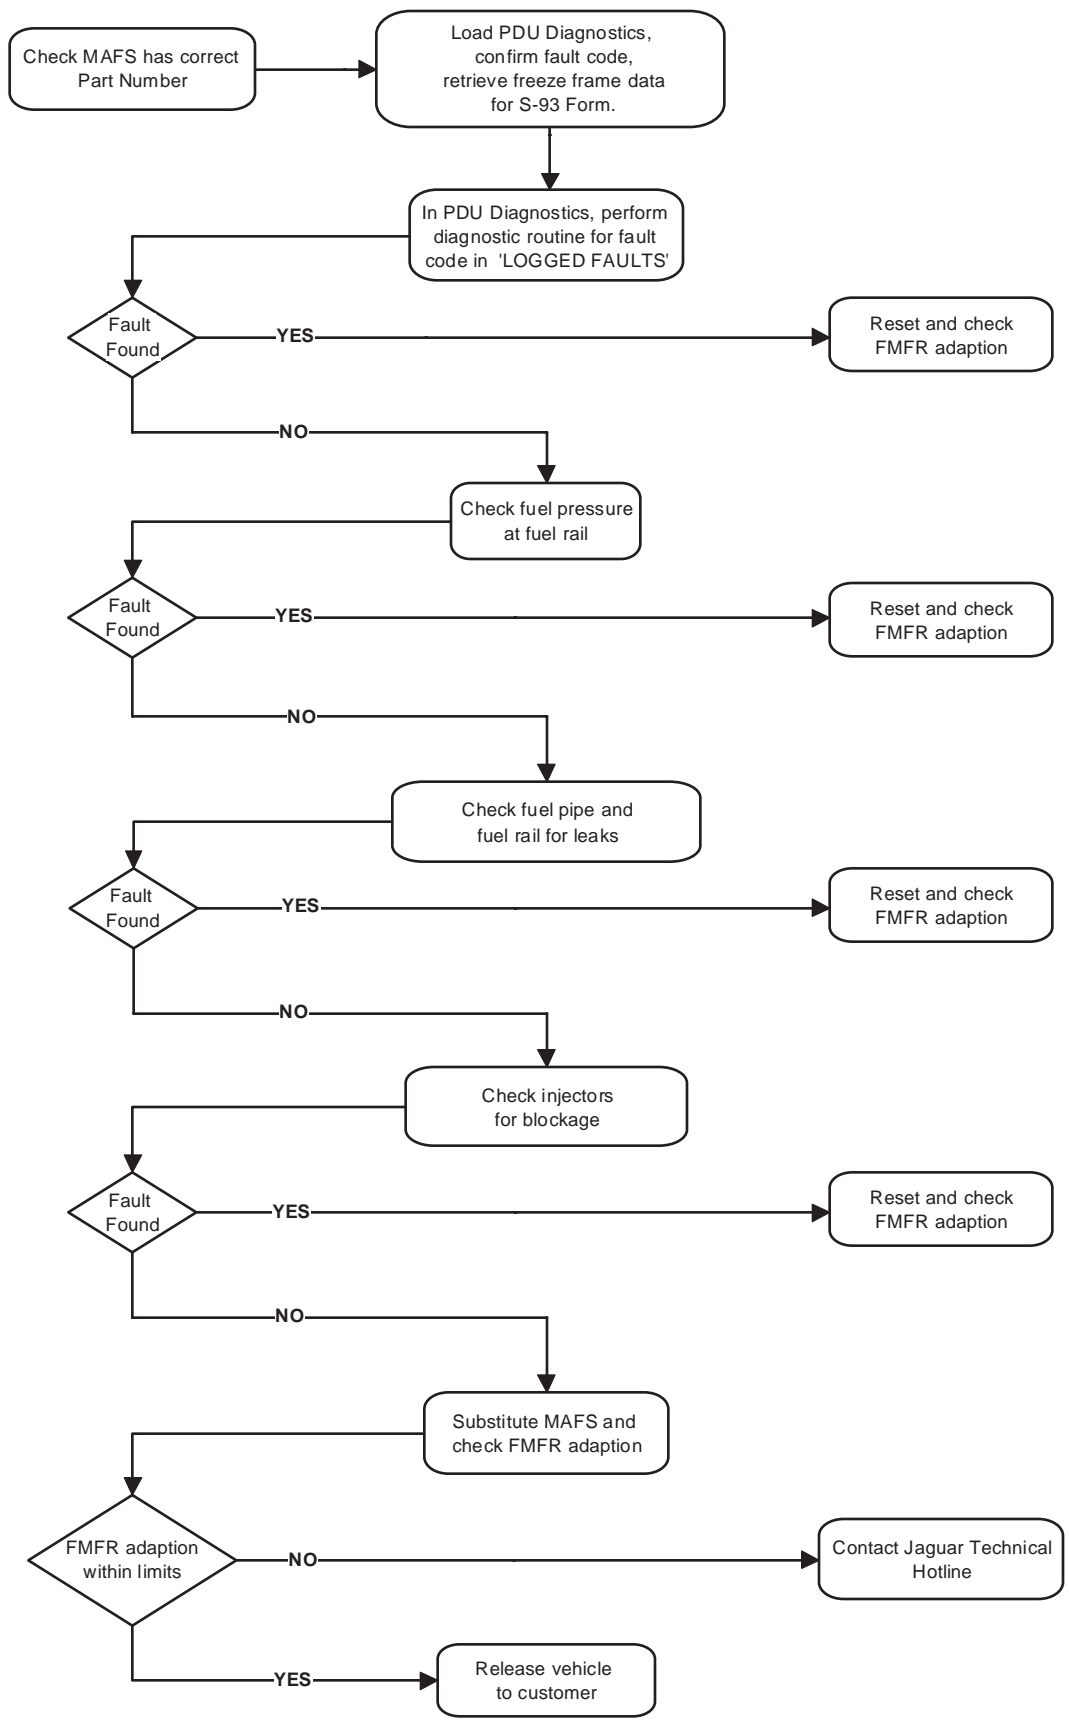 Check MAFS has correct
Part Number
Load PDU Diagnostics,
confirm fault code,
retrieve freeze frame data
for S-93 Form.
In PDU Diagnostics, perform
diagnostic routine for fault
code in 'LOGGED FAULTS'
Fault
Found
YES
Reset and check
FMFR adaption
NO
Check fuel pressure
at fuel rail
Fault
Found
YES
Reset and check
FMFR adaption
NO
Check fuel pipe and
fuel rail for leaks
Fault
Found
YES
Reset and check
FMFR adaption
NO
Check injectors
for blockage
Fault
Found
YES
Reset and check
FMFR adaption
NO
Substitute MAFS and
check FMFR adaption
FMFR adaption
within limits
NO
Contact Jaguar Technical
Hotline
YES
Release vehicle
to customer